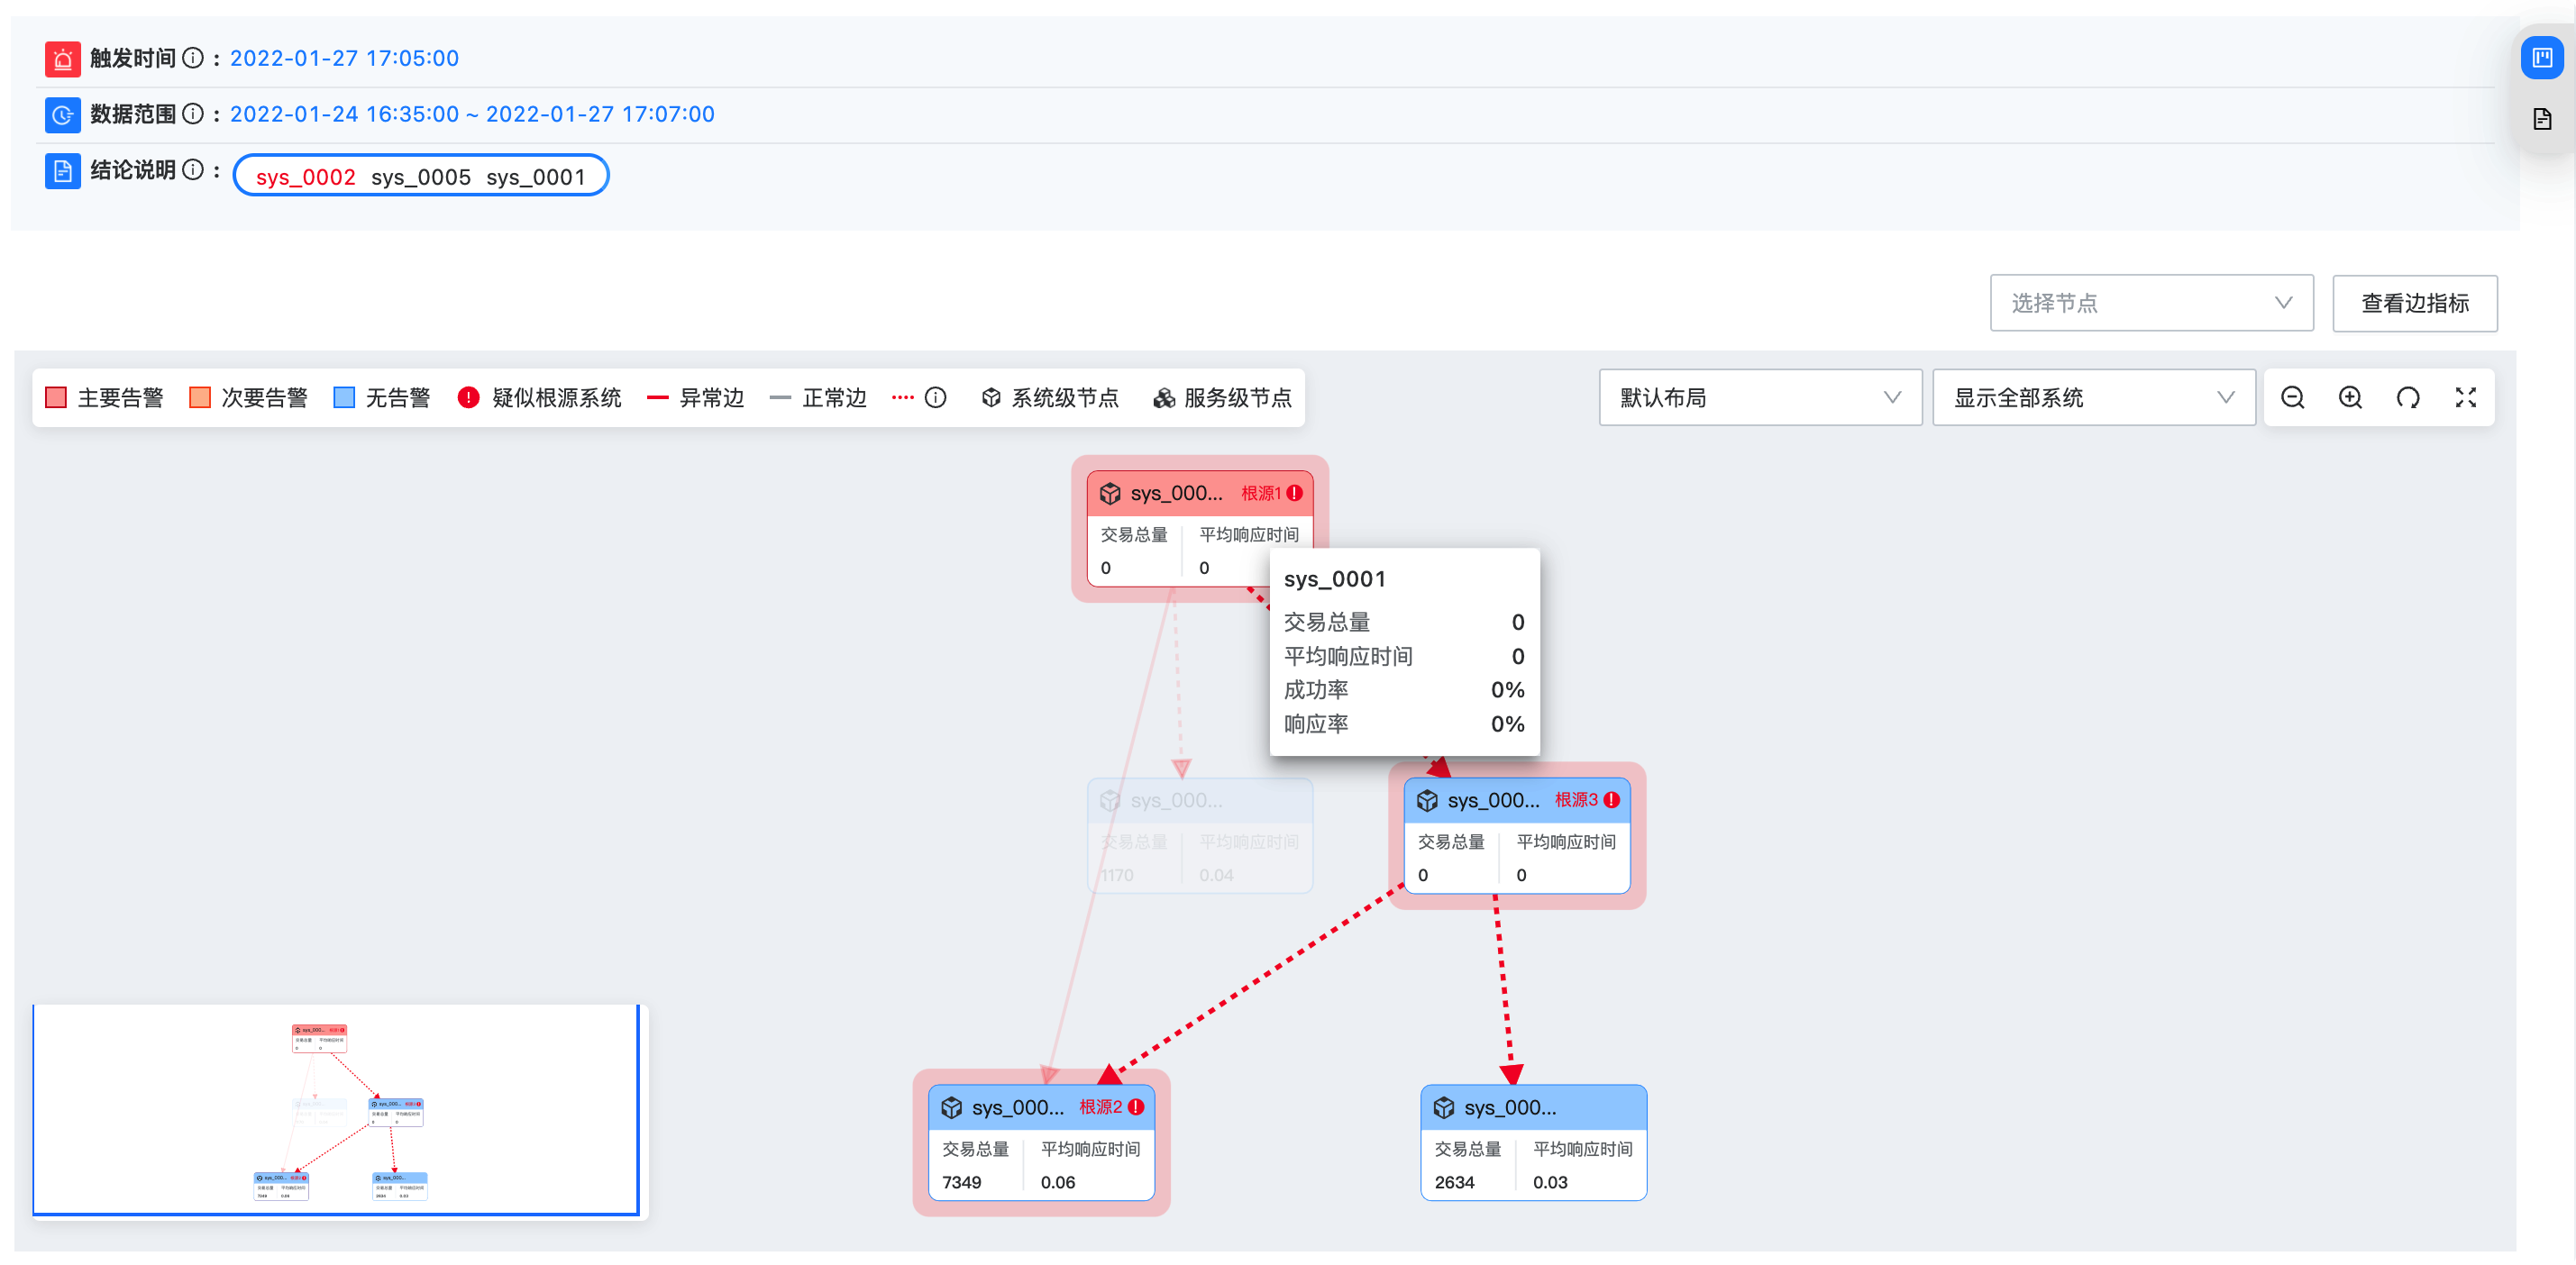 触发时间 : 2022-01-27 17:05:00
数据范围 : 2022-01-24 16:35:00 ~ 2022-01-27 17:07:00
结论说明 : sys_0002 sys_0005 sys_0001
选择节点
查看边指标
主要告警 次要告警 无告警 疑似根源系统 异常边 正常边 系统级节点 服务级节点
默认布局
显示全部系统
sys_000... 根源1
交易总量 平均响应时间
0 0
sys_0001
交易总量 0
平均响应时间 0
成功率 0%
响应率 0%
sys_000...
交易总量 平均响应时间
1170 0.04
sys_000... 根源3
交易总量 平均响应时间
0 0
sys_000... 根源2
交易总量 平均响应时间
7349 0.06
sys_000...
交易总量 平均响应时间
2634 0.03